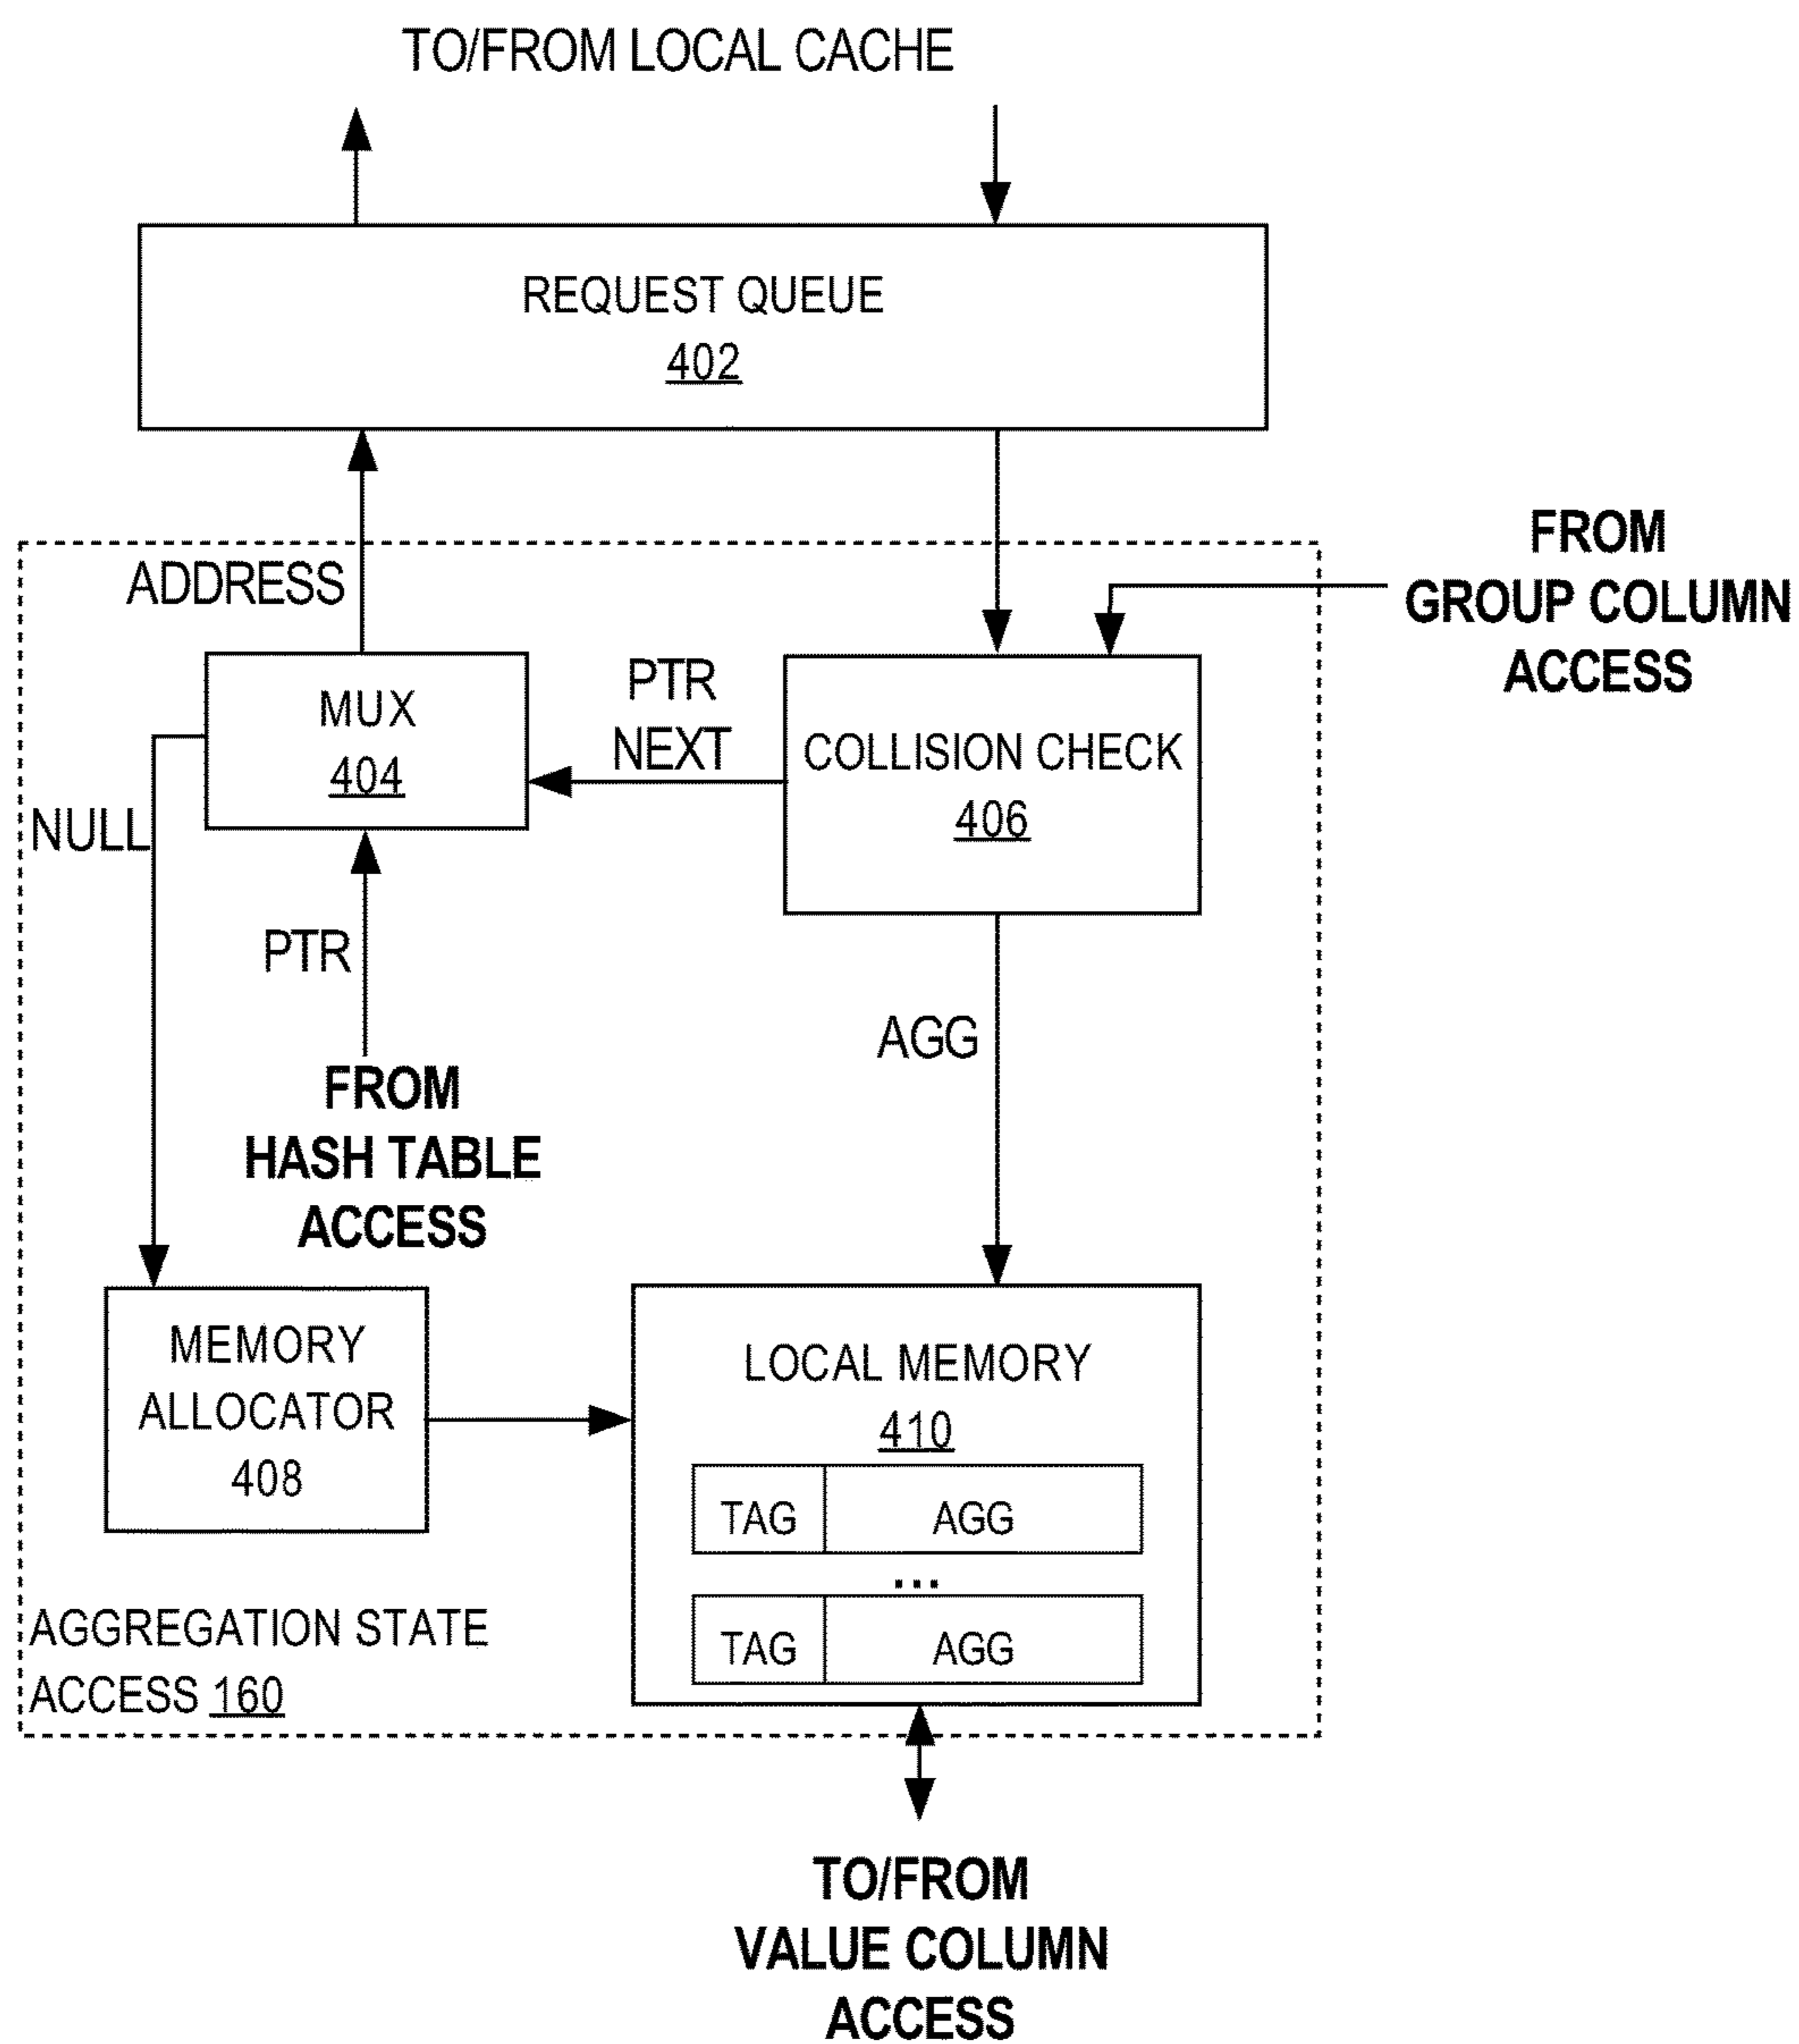 TO/FROM LOCAL CACHE
REQUEST QUEUE
402
FROM
GROUP COLUMN
ACCESS
ADDRESS
MUX
404
PTR
NEXT
COLLISION CHECK
406
NULL
PTR
FROM
HASH TABLE
ACCESS
AGG
MEMORY
ALLOCATOR
408
LOCAL MEMORY
410
TAG AGG
...
TAG AGG
AGGREGATION STATE
ACCESS 160
TO/FROM
VALUE COLUMN
ACCESS